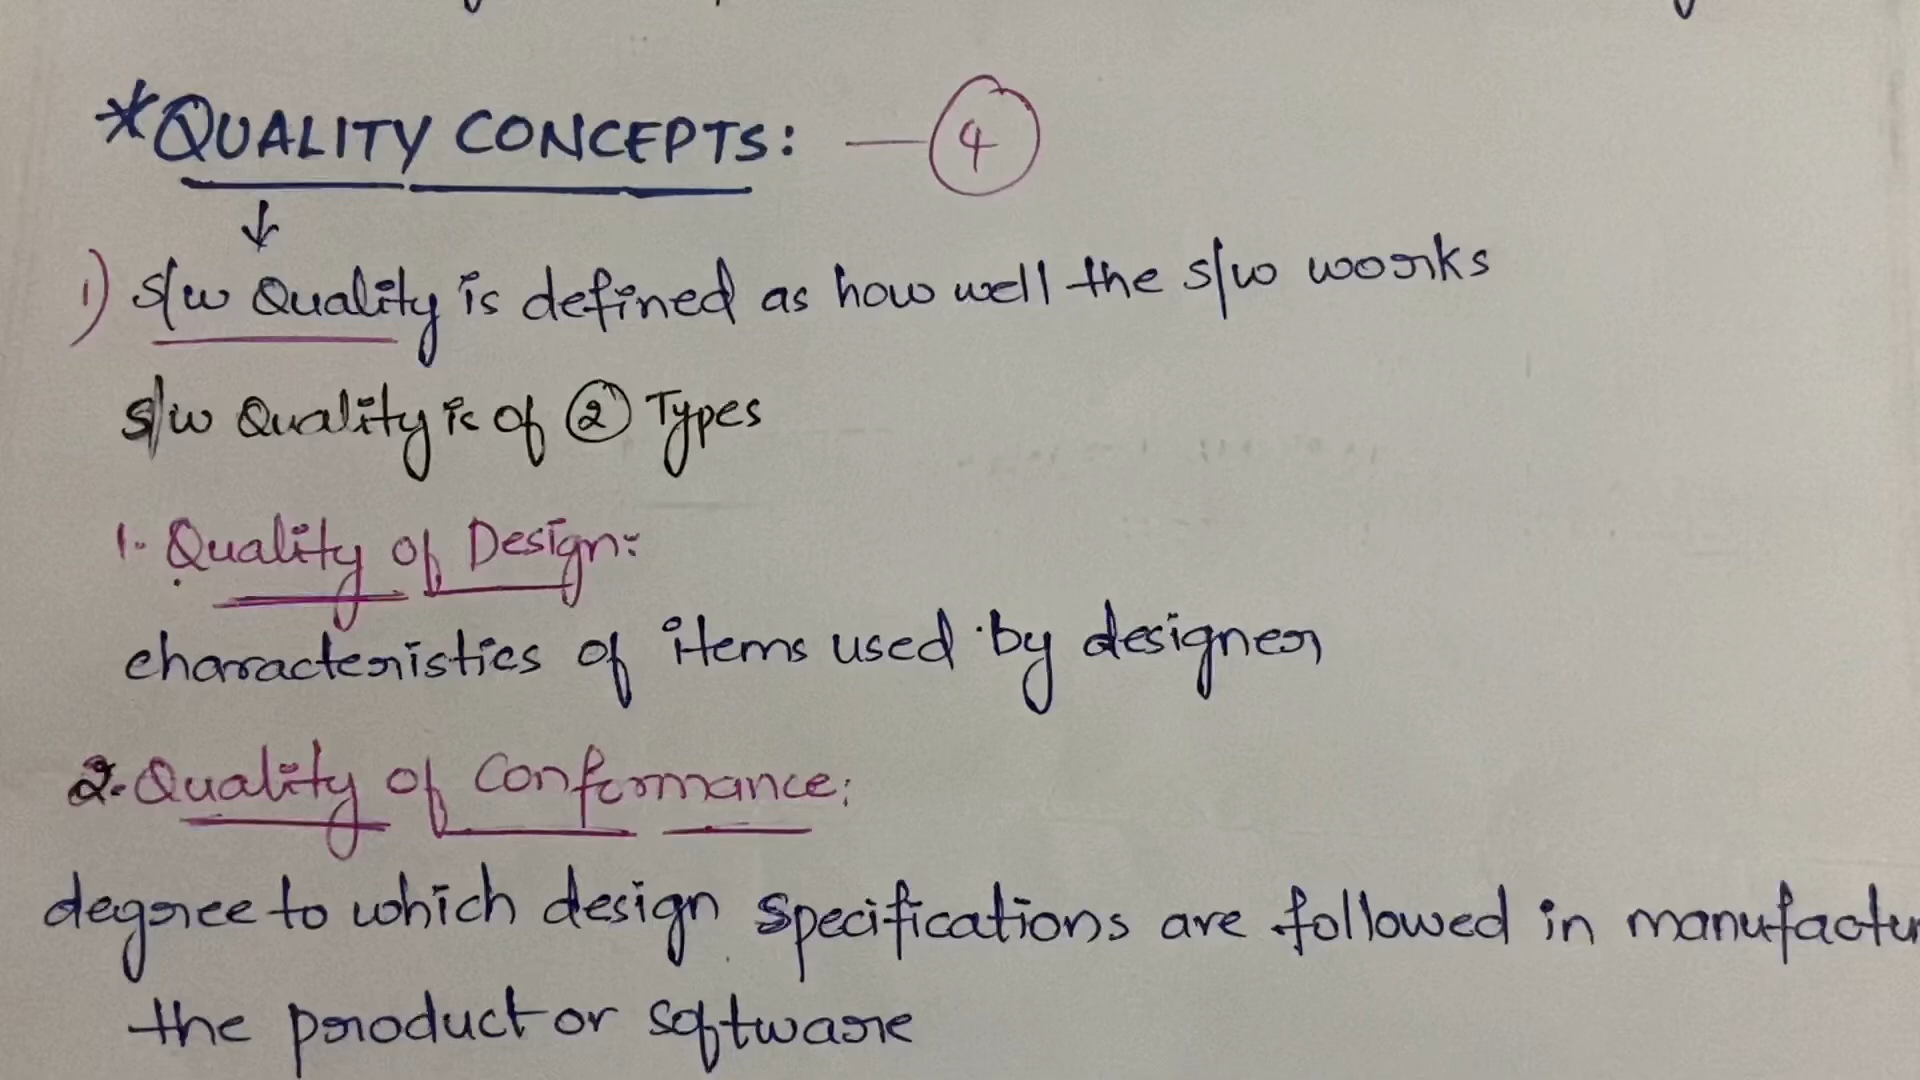 *QUALITY CONCEPTS: — 4
↓
1) S/w Quality is defined as how well the s/w works
S/w Quality is of 2 Types
1. Quality of Design:
characteristics of items used by designer
2. Quality of Conformance:
degree to which design specifications are followed in
the product or software